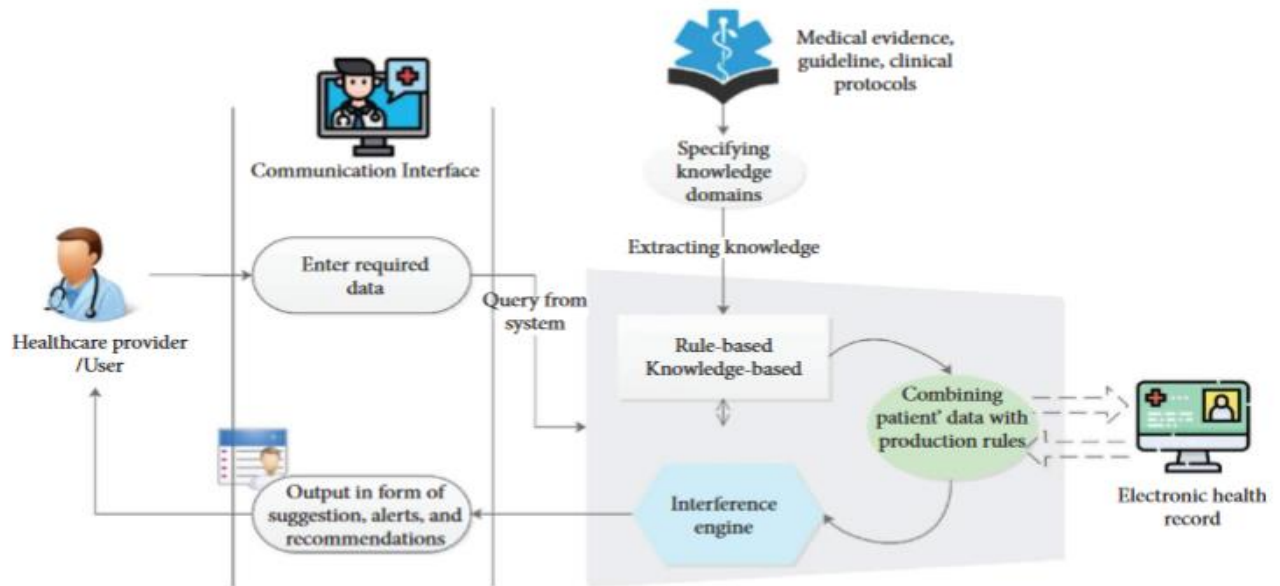 Medical evidence,
guideline, clinical
protocols
Communication Interface
Specifying
knowledge
domains
Extracting knowledge
Enter required
data
Query from
system
Healthcare provider
/User
Rule-based
Knowledge-based
Combining
patient' data with
production rules
Electronic health
record
Output in form of
suggestion, alerts, and
recommendations
Interference
engine